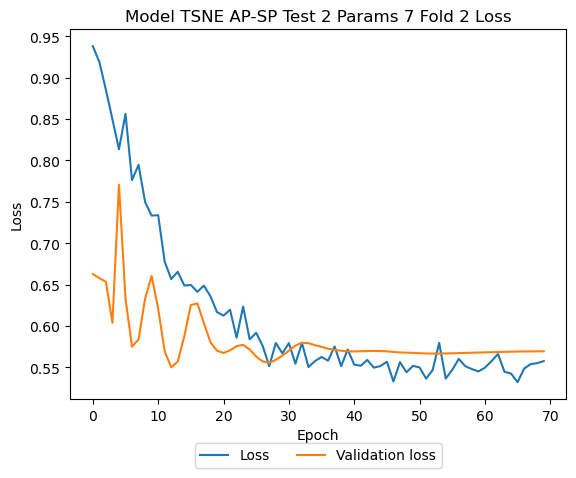 Model TSNE AP-SP Test 2 Params 7 Fold 2 Loss
0.95
0.90
0.85
0.80
0.75
0.70
0.65
0.60
0.55
Loss
0 10 20 30 40 50 60 70
Epoch
Loss Validation loss